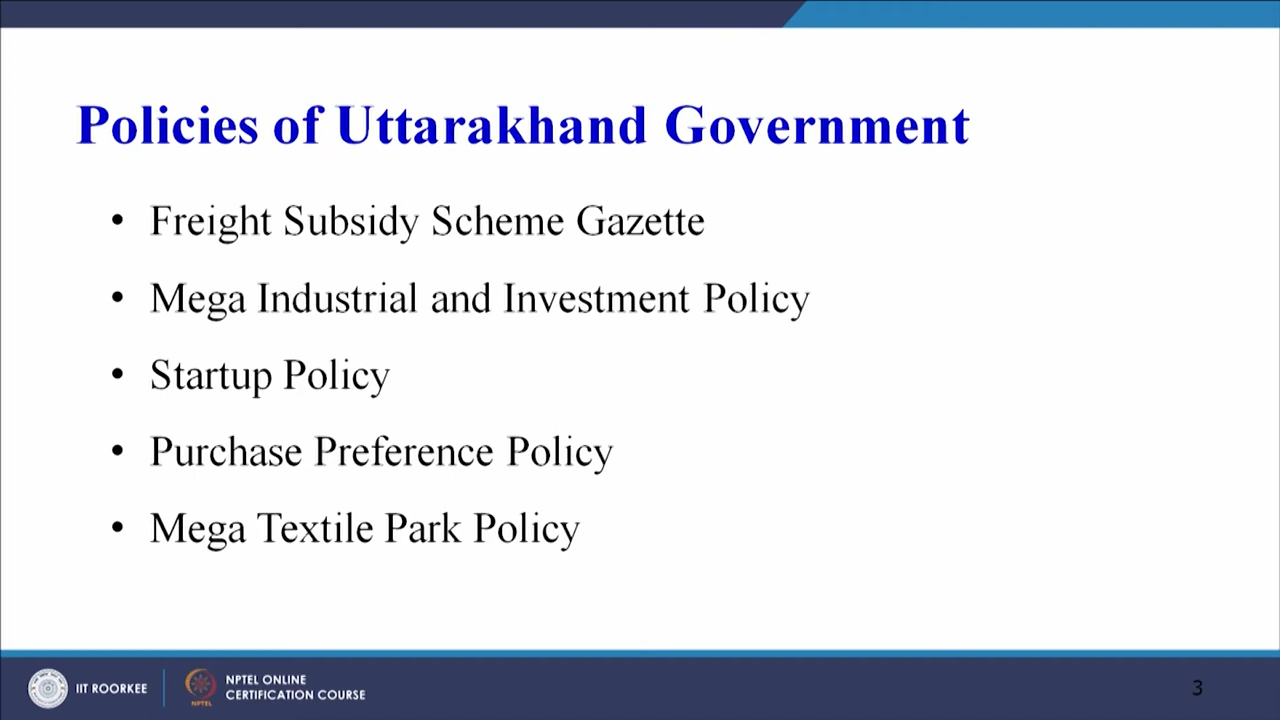 Policies of Uttarakhand Government
• Freight Subsidy Scheme Gazette
• Mega Industrial and Investment Policy
• Startup Policy
• Purchase Preference Policy
• Mega Textile Park Policy
IIT ROORKEE
NPTEL
NPTEL ONLINE
CERTIFICATION COURSE
3